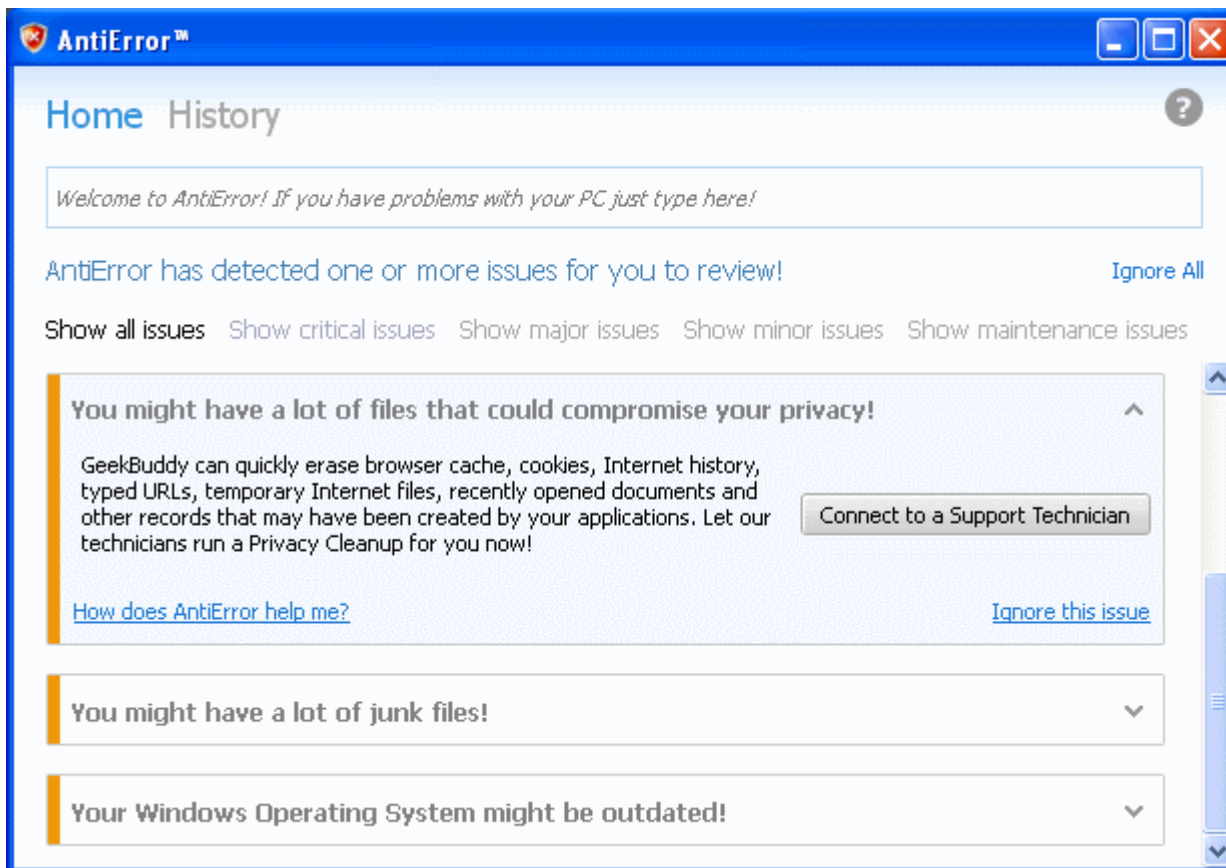 AntiError™
Home History
?
Welcome to AntiError! If you have problems with your PC just type here!
AntiError has detected one or more issues for you to review!
Ignore All
Show all issues Show critical issues Show major issues Show minor issues Show maintenance issues
You might have a lot of files that could compromise your privacy!
GeekBuddy can quickly erase browser cache, cookies, Internet history,
typed URLs, temporary Internet files, recently opened documents and
other records that may have been created by your applications. Let our
technicians run a Privacy Cleanup for you now!
Connect to a Support Technician
How does AntiError help me?
Ignore this issue
You might have a lot of junk files!
Your Windows Operating System might be outdated!